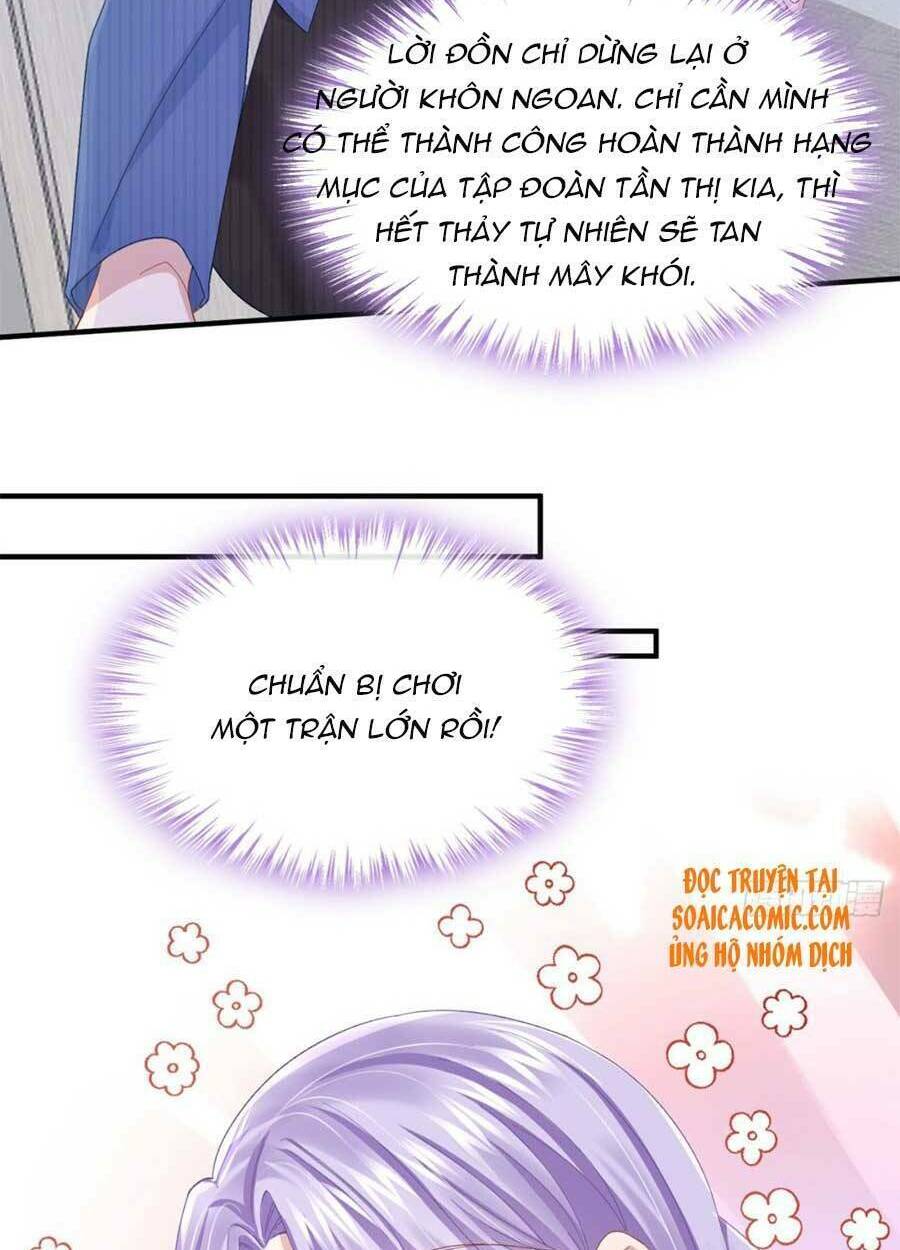 LỜI ĐỒN CHỈ DỪNG LẠI Ở
NGƯỜI KHÔN NGOAN. CHỈ CẦN MÌNH
CÓ THỂ THÀNH CÔNG HOÀN THÀNH HẠNG
MỤC CỦA TẬP ĐOÀN TẦN THỊ KIA, THÌ
HẾT THẢY TỰ NHIÊN SẼ TAN
THÀNH MÂY KHÓI.
CHUẨN BỊ CHƠI
MỘT TRẬN LỚN RỒI!
ĐỌC TRUYỆN TẠI
SOAICACOMIC.COM
ỦNG HỘ NHÓM DỊCH